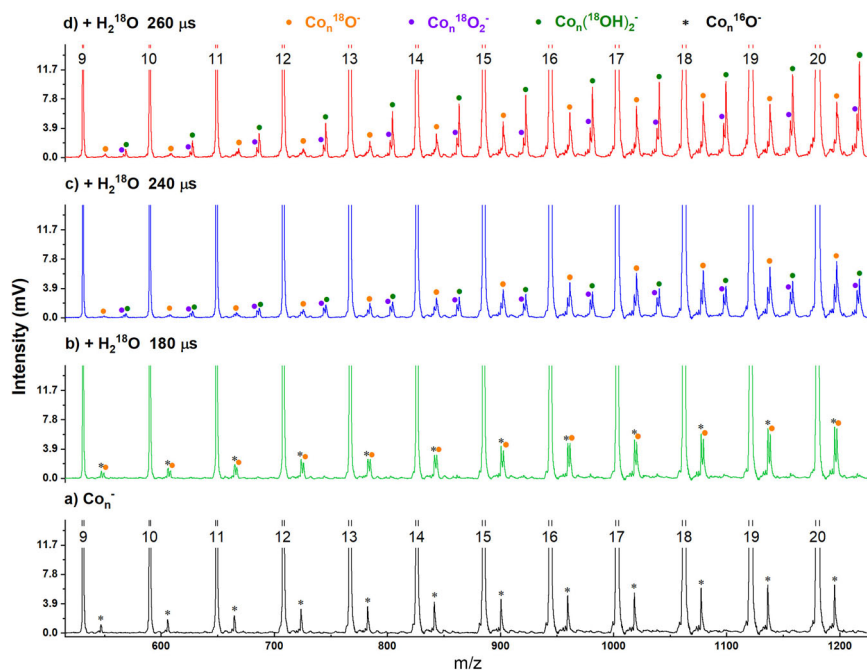 d) + H₂¹⁸O 260 μs
Coₙ¹⁸O⁻ Coₙ¹⁸O₂⁻ Coₙ(¹⁸OH)₂⁻ * Coₙ¹⁶O⁻
9 10 11 12 13 14 15 16 17 18 19 20
11.7
7.8
3.9
0.0
c) + H₂¹⁸O 240 μs
11.7
7.8
3.9
0.0
b) + H₂¹⁸O 180 μs
11.7
7.8
3.9
0.0
* * * * * * * * * * * *
a) Coₙ⁻
9 10 11 12 13 14 15 16 17 18 19 20
11.7
7.8
3.9
0.0
* * * * * * * * * * * *
600 700 800 900 1000 1100 1200
m/z
Intensity (mV)